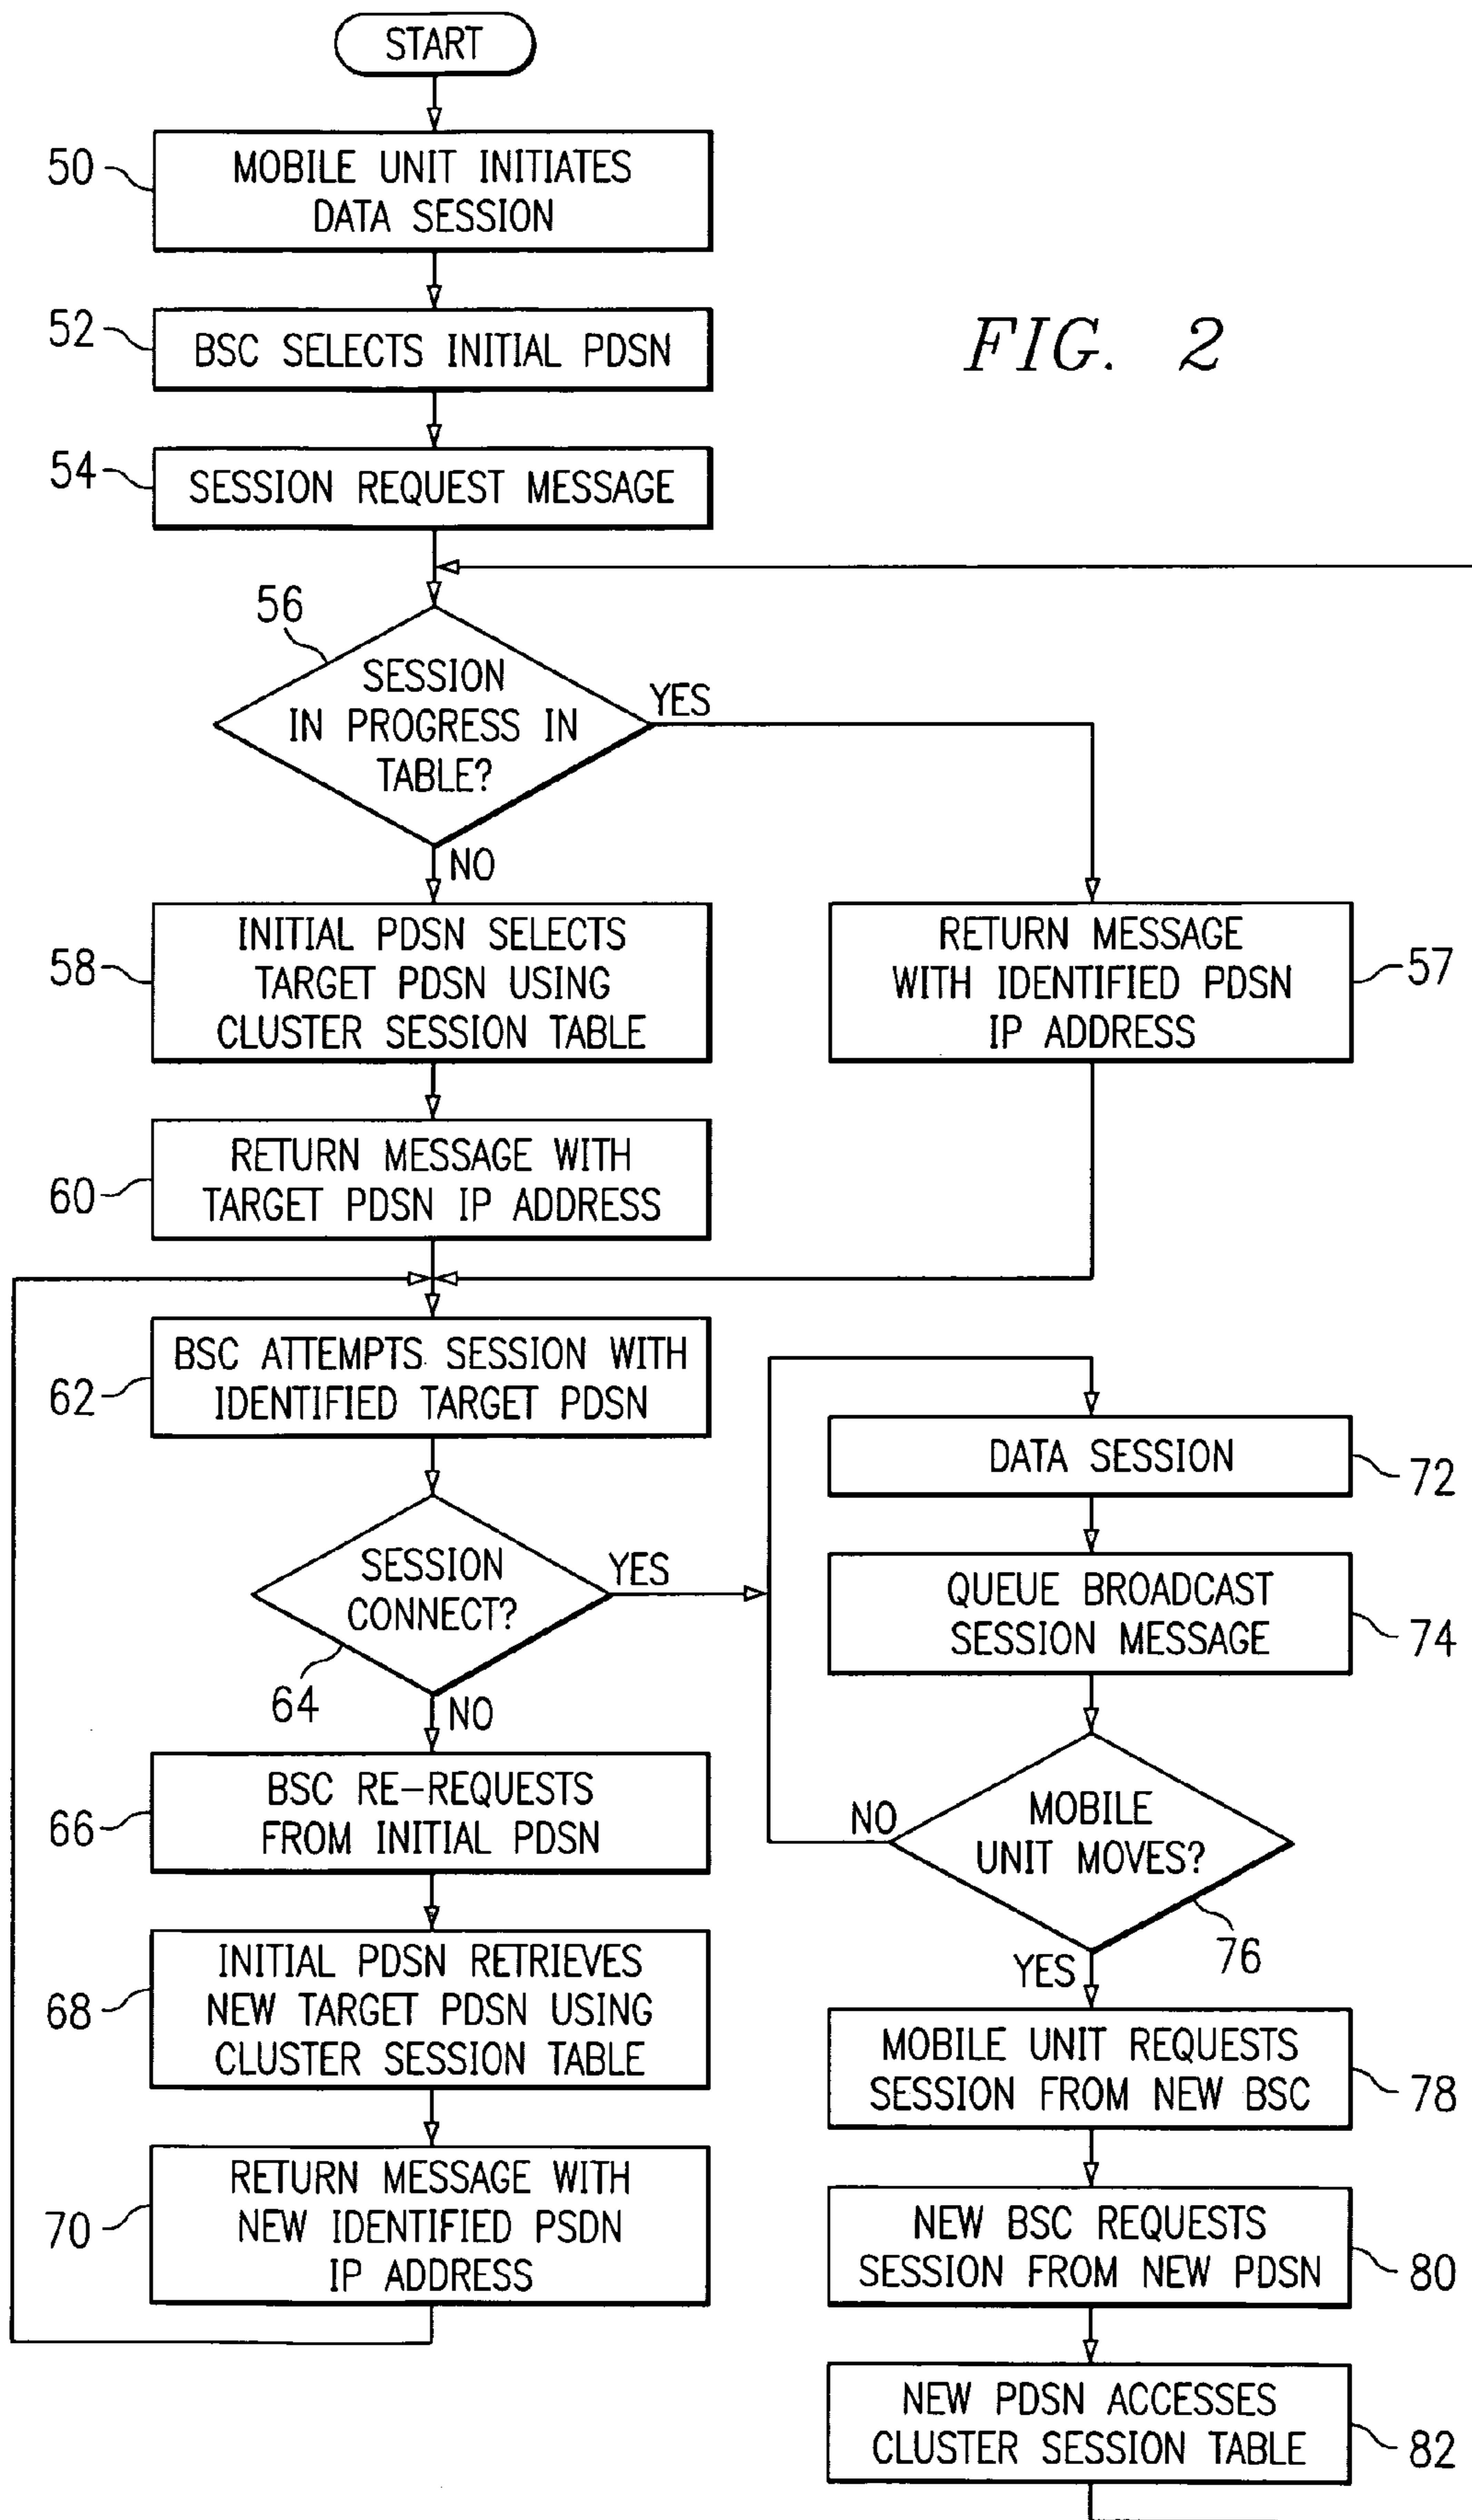 START
50
MOBILE UNIT INITIATES
DATA SESSION
52
BSC SELECTS INITIAL PDSN
FIG. 2
54
SESSION REQUEST MESSAGE
56
SESSION
IN PROGRESS IN
TABLE?
YES
NO
58
INITIAL PDSN SELECTS
TARGET PDSN USING
CLUSTER SESSION TABLE
RETURN MESSAGE
WITH IDENTIFIED PDSN
IP ADDRESS
57
60
RETURN MESSAGE WITH
TARGET PDSN IP ADDRESS
62
BSC ATTEMPTS SESSION WITH
IDENTIFIED TARGET PDSN
64
SESSION
CONNECT?
YES
NO
66
BSC RE-REQUESTS
FROM INITIAL PDSN
68
INITIAL PDSN RETRIEVES
NEW TARGET PDSN USING
CLUSTER SESSION TABLE
70
RETURN MESSAGE WITH
NEW IDENTIFIED PSDN
IP ADDRESS
DATA SESSION
72
QUEUE BROADCAST
SESSION MESSAGE
74
NO
MOBILE
UNIT MOVES?
76
YES
MOBILE UNIT REQUESTS
SESSION FROM NEW BSC
78
NEW BSC REQUESTS
SESSION FROM NEW PDSN
80
NEW PDSN ACCESSES
CLUSTER SESSION TABLE
82